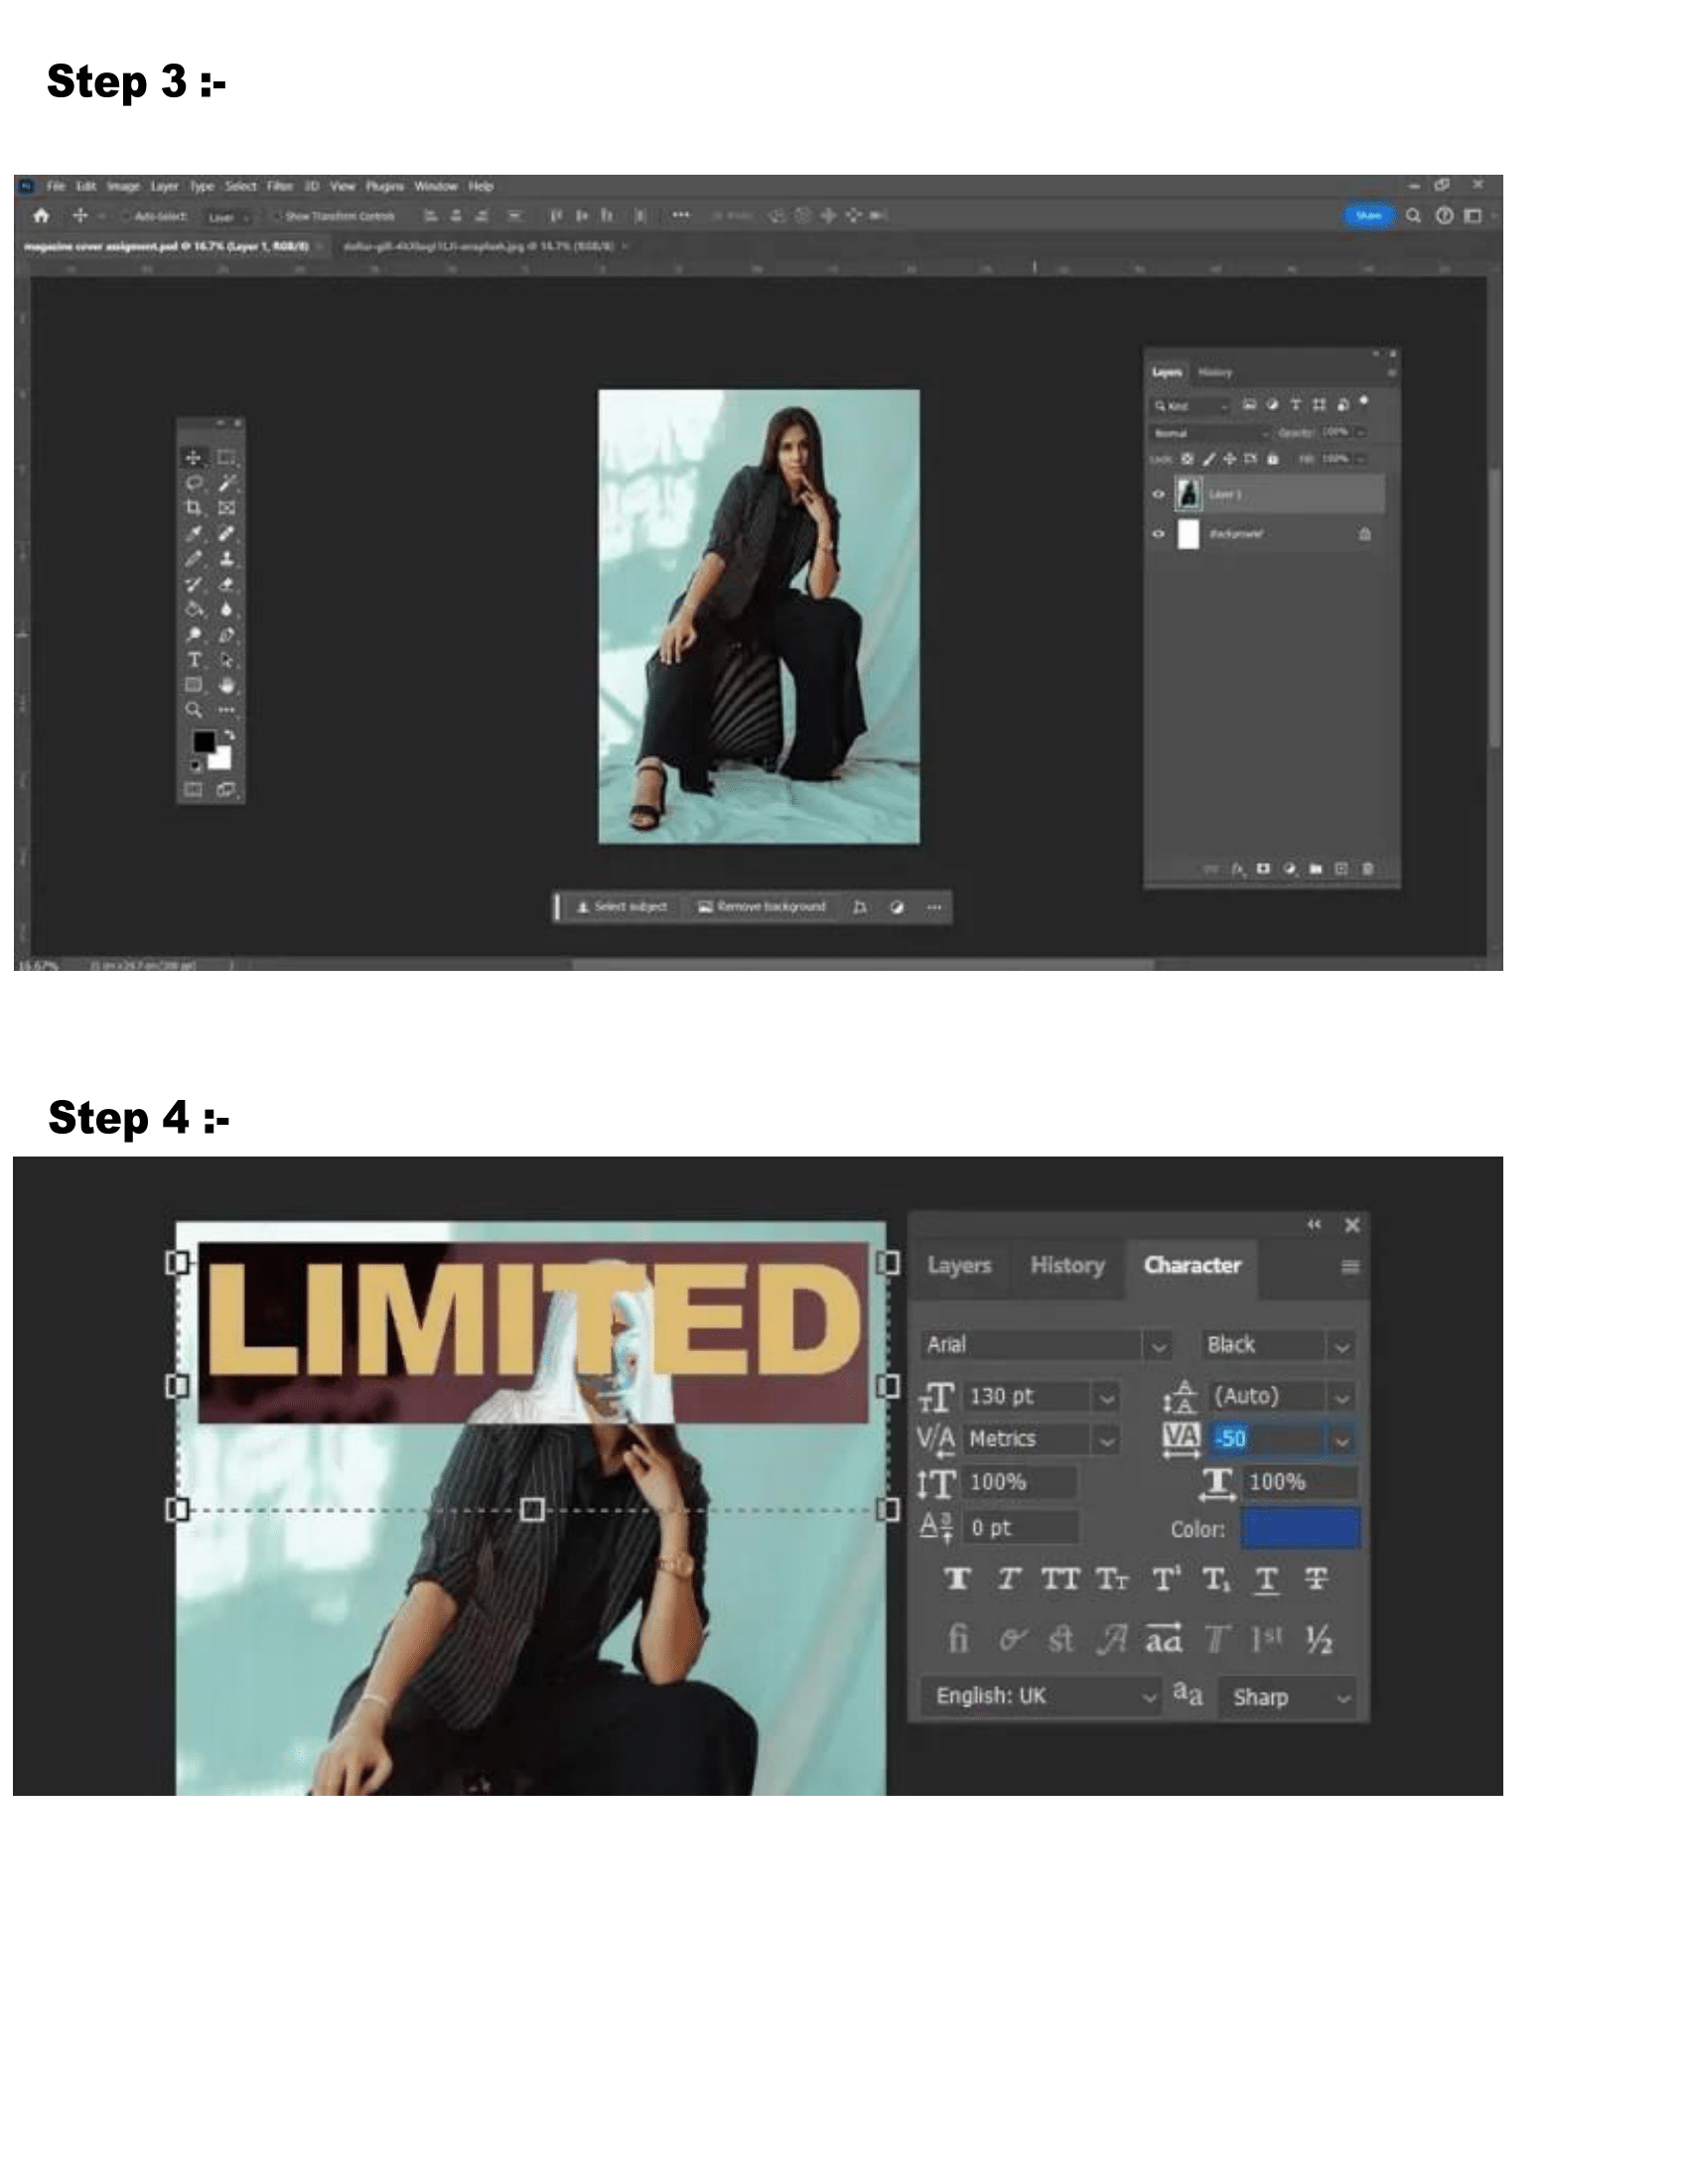 Step 3 :-
File Edit Image Layer Type Select Filter 3D View Plugins Window Help
Auto-Select: Layer Show Transform Controls Share
magazine cover assigment.psd @ 16.7% (Layer 1, RGB/8)
Layers History
Kind
Normal Opacity: 100%
Lock: Fill: 100%
Layer 1
Background
Select subject Remove background
16.67%
Step 4 :-
LIMITED
Layers History Character
Arial Black
130 pt (Auto)
Metrics -50
100% 100%
0 pt Color:
English: UK Sharp